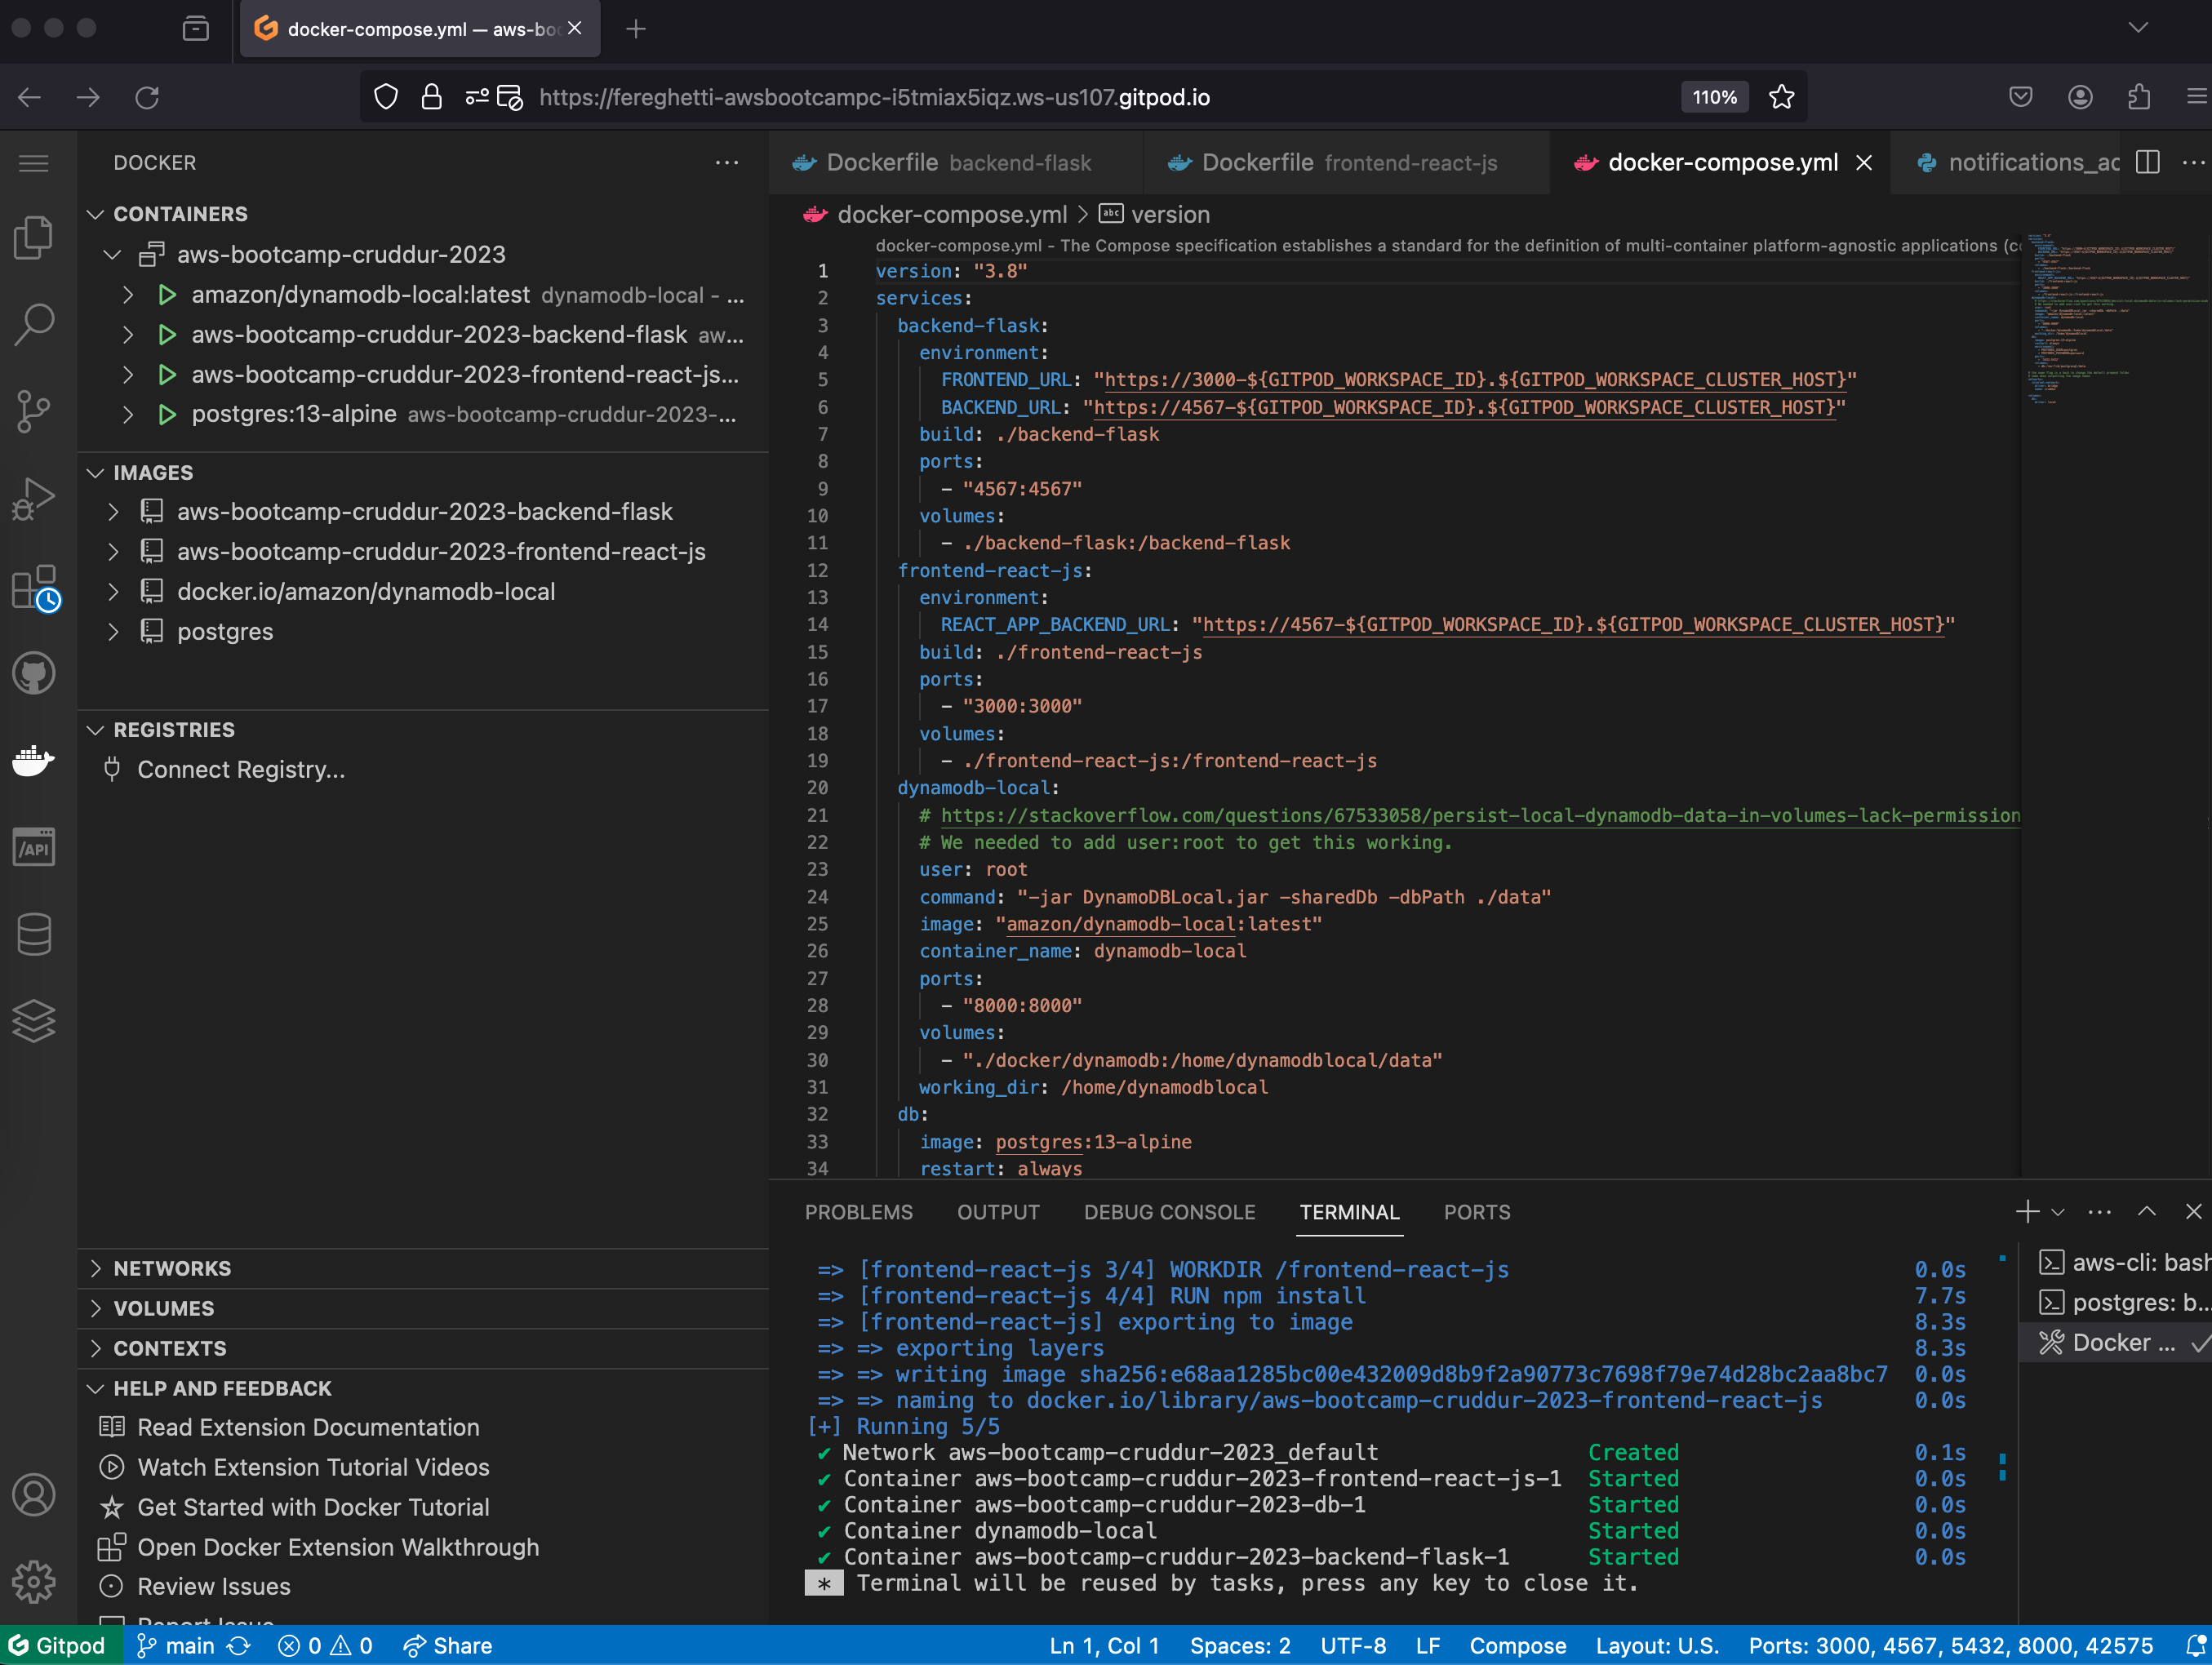 docker-compose.yml — aws-bo
https://fereghetti-awsbootcampc-i5tmiax5iqz.ws-us107.gitpod.io
110%
DOCKER
CONTAINERS
aws-bootcamp-cruddur-2023
amazon/dynamodb-local:latest dynamodb-local - ...
aws-bootcamp-cruddur-2023-backend-flask aw...
aws-bootcamp-cruddur-2023-frontend-react-js...
postgres:13-alpine aws-bootcamp-cruddur-2023-...
IMAGES
aws-bootcamp-cruddur-2023-backend-flask
aws-bootcamp-cruddur-2023-frontend-react-js
docker.io/amazon/dynamodb-local
postgres
REGISTRIES
Connect Registry...
/API
NETWORKS
VOLUMES
CONTEXTS
HELP AND FEEDBACK
Read Extension Documentation
Watch Extension Tutorial Videos
Get Started with Docker Tutorial
Open Docker Extension Walkthrough
Review Issues
Report Issue
Dockerfile backend-flask
Dockerfile frontend-react-js
docker-compose.yml
notifications_ac
docker-compose.yml > abc version
docker-compose.yml - The Compose specification establishes a standard for the definition of multi-container platform-agnostic applications (co
1 version: "3.8"
2 services:
3 backend-flask:
4 environment:
5 FRONTEND_URL: "https://3000-${GITPOD_WORKSPACE_ID}.${GITPOD_WORKSPACE_CLUSTER_HOST}"
6 BACKEND_URL: "https://4567-${GITPOD_WORKSPACE_ID}.${GITPOD_WORKSPACE_CLUSTER_HOST}"
7 build: ./backend-flask
8 ports:
9 - "4567:4567"
10 volumes:
11 - ./backend-flask:/backend-flask
12 frontend-react-js:
13 environment:
14 REACT_APP_BACKEND_URL: "https://4567-${GITPOD_WORKSPACE_ID}.${GITPOD_WORKSPACE_CLUSTER_HOST}"
15 build: ./frontend-react-js
16 ports:
17 - "3000:3000"
18 volumes:
19 - ./frontend-react-js:/frontend-react-js
20 dynamodb-local:
21 # https://stackoverflow.com/questions/67533058/persist-local-dynamodb-data-in-volumes-lack-permission
22 # We needed to add user:root to get this working.
23 user: root
24 command: "-jar DynamoDBLocal.jar -sharedDb -dbPath ./data"
25 image: "amazon/dynamodb-local:latest"
26 container_name: dynamodb-local
27 ports:
28 - "8000:8000"
29 volumes:
30 - "./docker/dynamodb:/home/dynamodblocal/data"
31 working_dir: /home/dynamodblocal
32 db:
33 image: postgres:13-alpine
34 restart: always
PROBLEMS OUTPUT DEBUG CONSOLE TERMINAL PORTS
=> [frontend-react-js 3/4] WORKDIR /frontend-react-js 0.0s
=> [frontend-react-js 4/4] RUN npm install 7.7s
=> [frontend-react-js] exporting to image 8.3s
=> => exporting layers 8.3s
=> => writing image sha256:e68aa1285bc00e432009d8b9f2a90773c7698f79e74d28bc2aa8bc7 0.0s
=> => naming to docker.io/library/aws-bootcamp-cruddur-2023-frontend-react-js 0.0s
[+] Running 5/5
✔ Network aws-bootcamp-cruddur-2023_default Created 0.1s
✔ Container aws-bootcamp-cruddur-2023-frontend-react-js-1 Started 0.0s
✔ Container aws-bootcamp-cruddur-2023-db-1 Started 0.0s
✔ Container dynamodb-local Started 0.0s
✔ Container aws-bootcamp-cruddur-2023-backend-flask-1 Started 0.0s
* Terminal will be reused by tasks, press any key to close it.
aws-cli: bash
postgres: b...
Docker ...
Gitpod main 0 0 Share
Ln 1, Col 1 Spaces: 2 UTF-8 LF Compose Layout: U.S. Ports: 3000, 4567, 5432, 8000, 42575